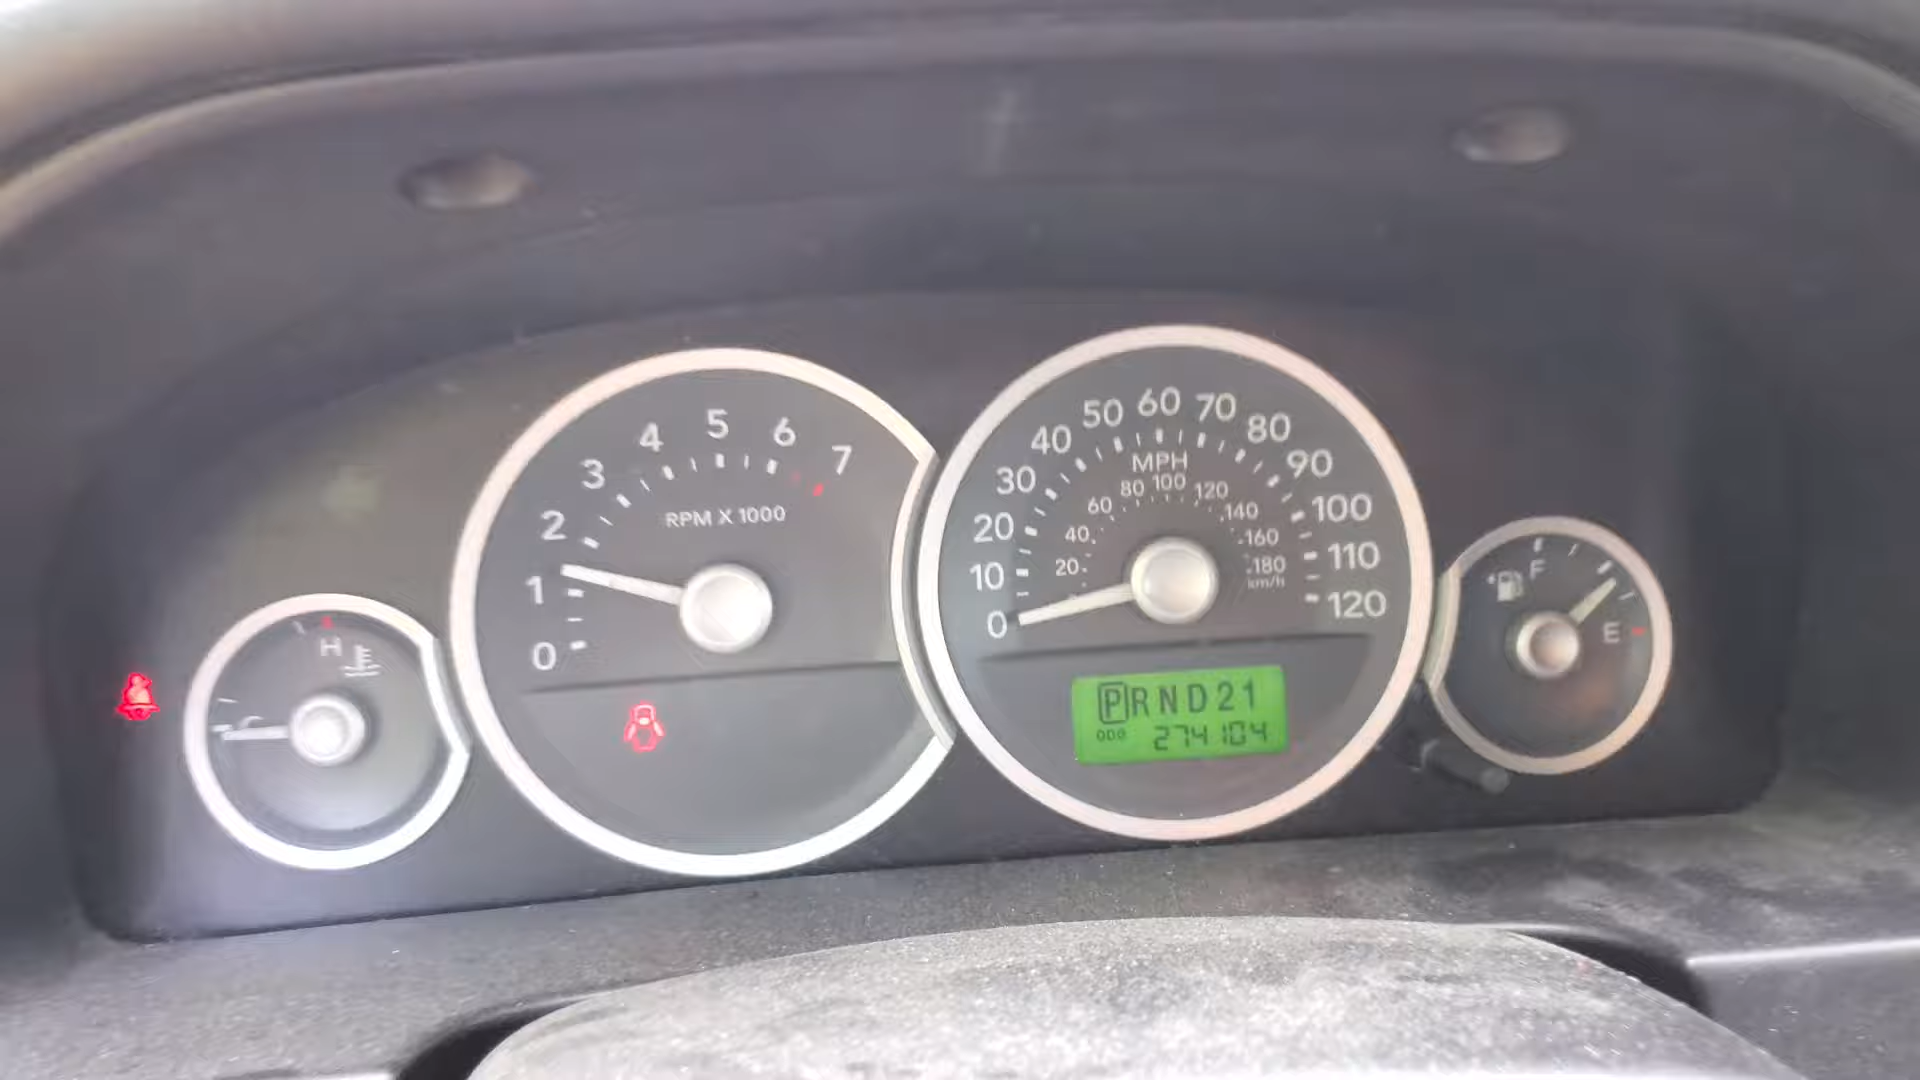 0 1 2 3 4 5 6 7
RPM X 1000
H
0 10 20 30 40 50 60 70 80 90 100 110 120
MPH
20 40 60 80 100 120 140 160 180
km/h
PRND21
ODO 274104
F
E